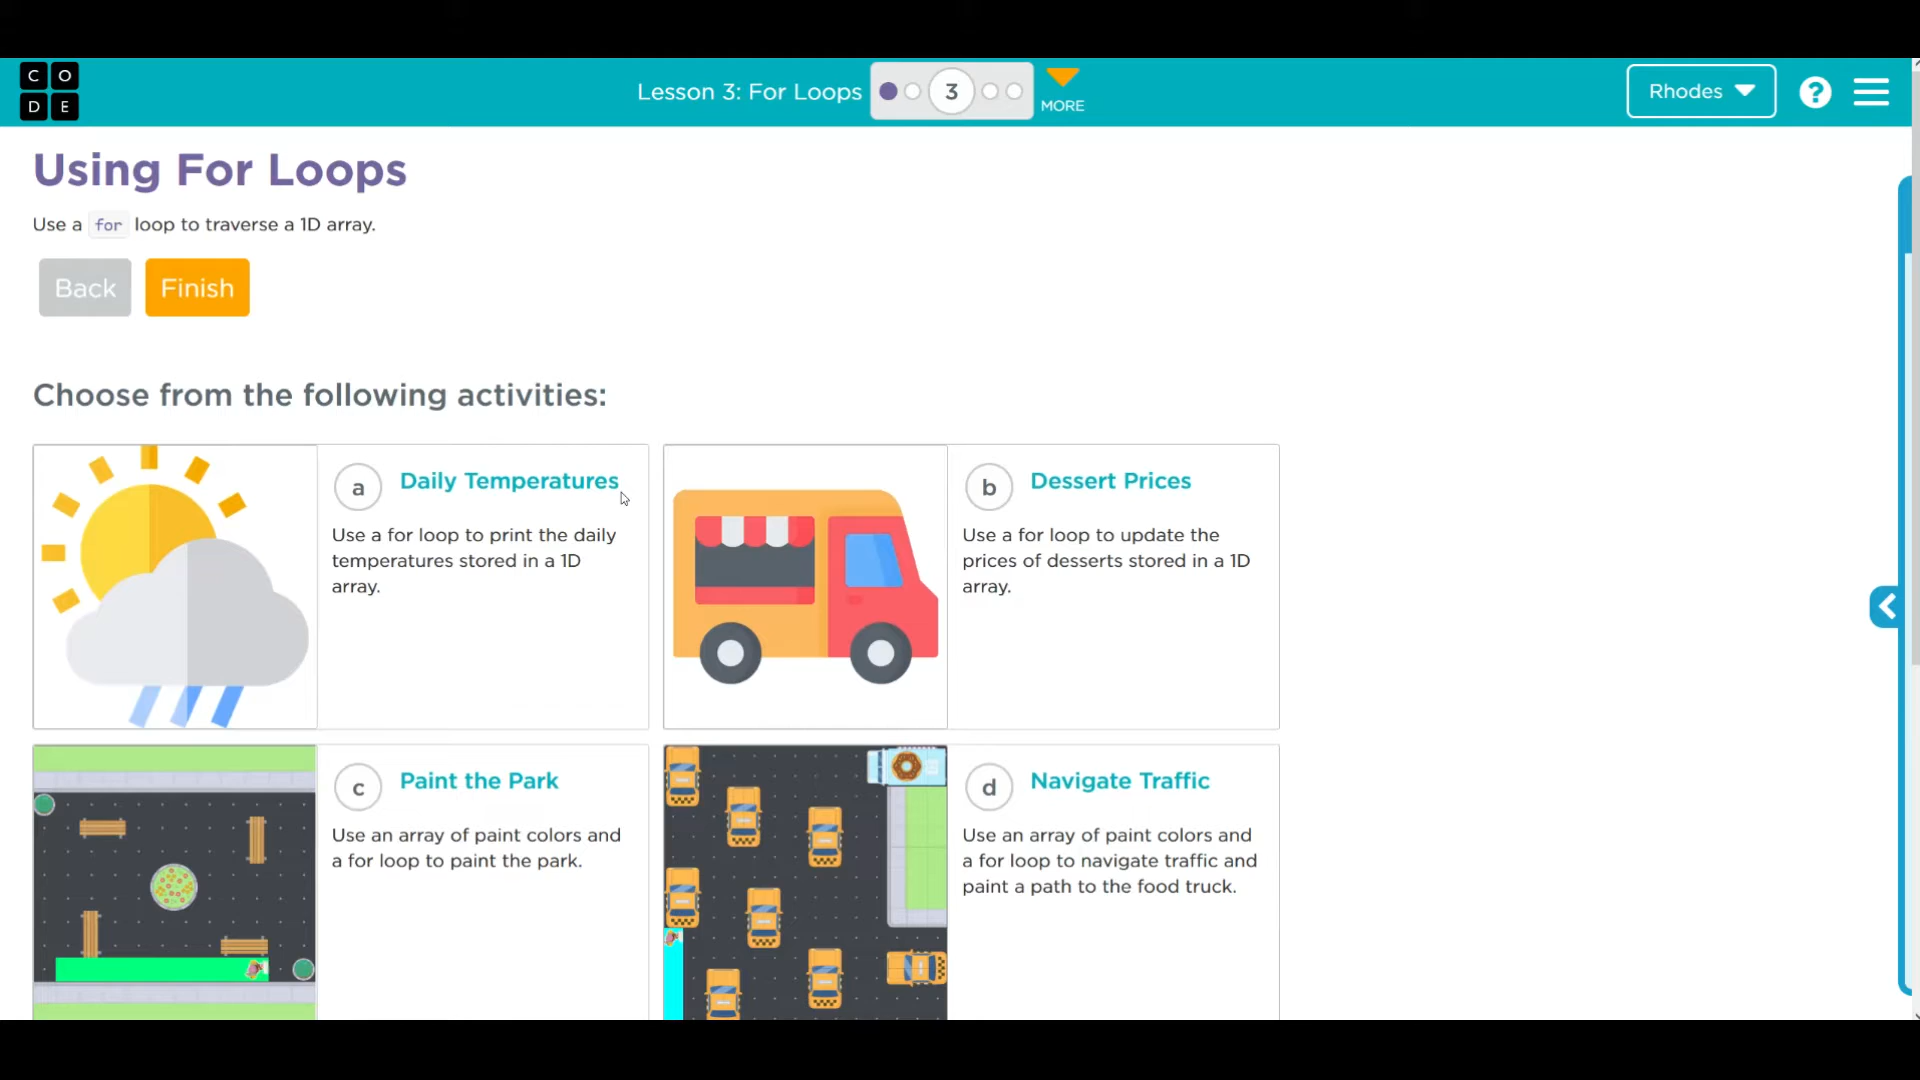 C O
D E
Lesson 3: For Loops
3
MORE
Rhodes
?
Using For Loops
Use a for loop to traverse a 1D array.
Back
Finish
Choose from the following activities:
a
Daily Temperatures
Use a for loop to print the daily
temperatures stored in a 1D
array.
b
Dessert Prices
Use a for loop to update the
prices of desserts stored in a 1D
array.
c
Paint the Park
Use an array of paint colors and
a for loop to paint the park.
d
Navigate Traffic
Use an array of paint colors and
a for loop to navigate traffic and
paint a path to the food truck.